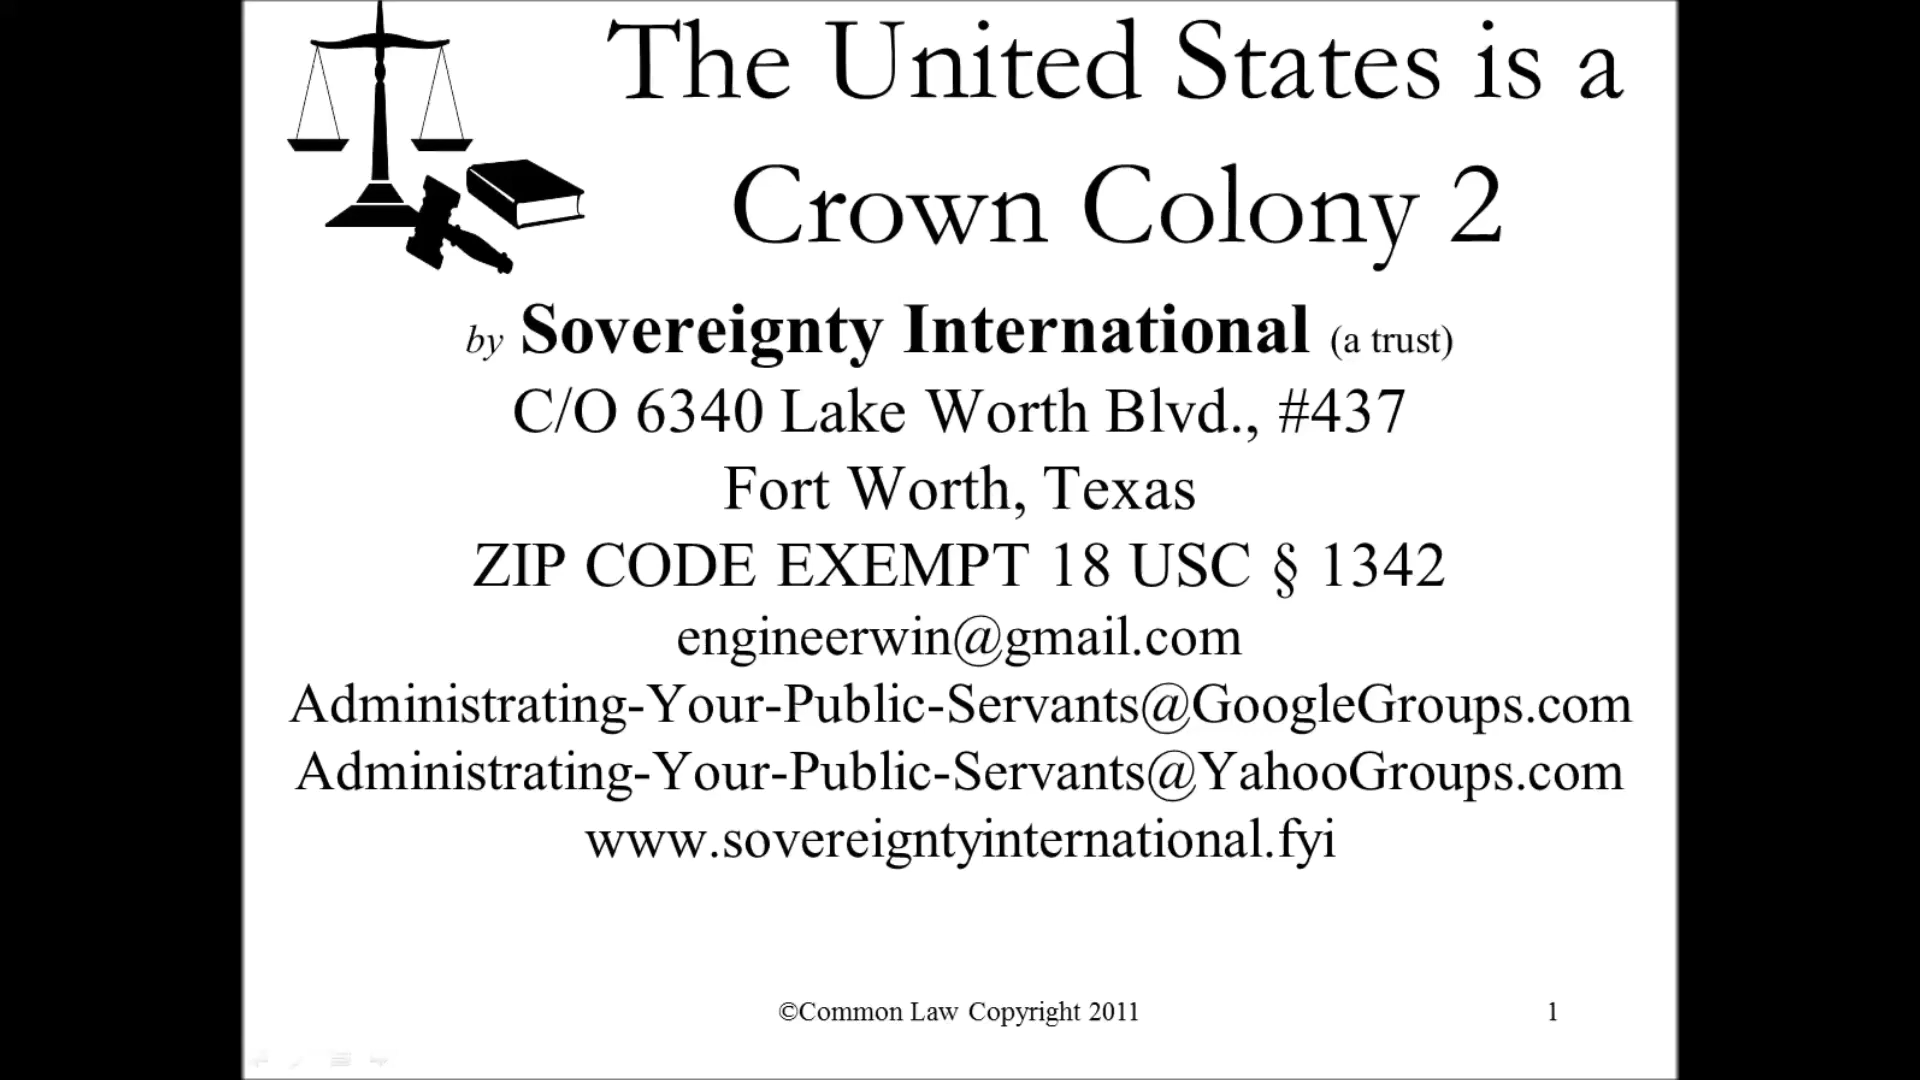 The United States is a
Crown Colony 2
by Sovereignty International (a trust)
C/O 6340 Lake Worth Blvd., #437
Fort Worth, Texas
ZIP CODE EXEMPT 18 USC § 1342
engineerwin@gmail.com
Administrating-Your-Public-Servants@GoogleGroups.com
Administrating-Your-Public-Servants@YahooGroups.com
www.sovereigntyinternational.fyi
©Common Law Copyright 2011
1